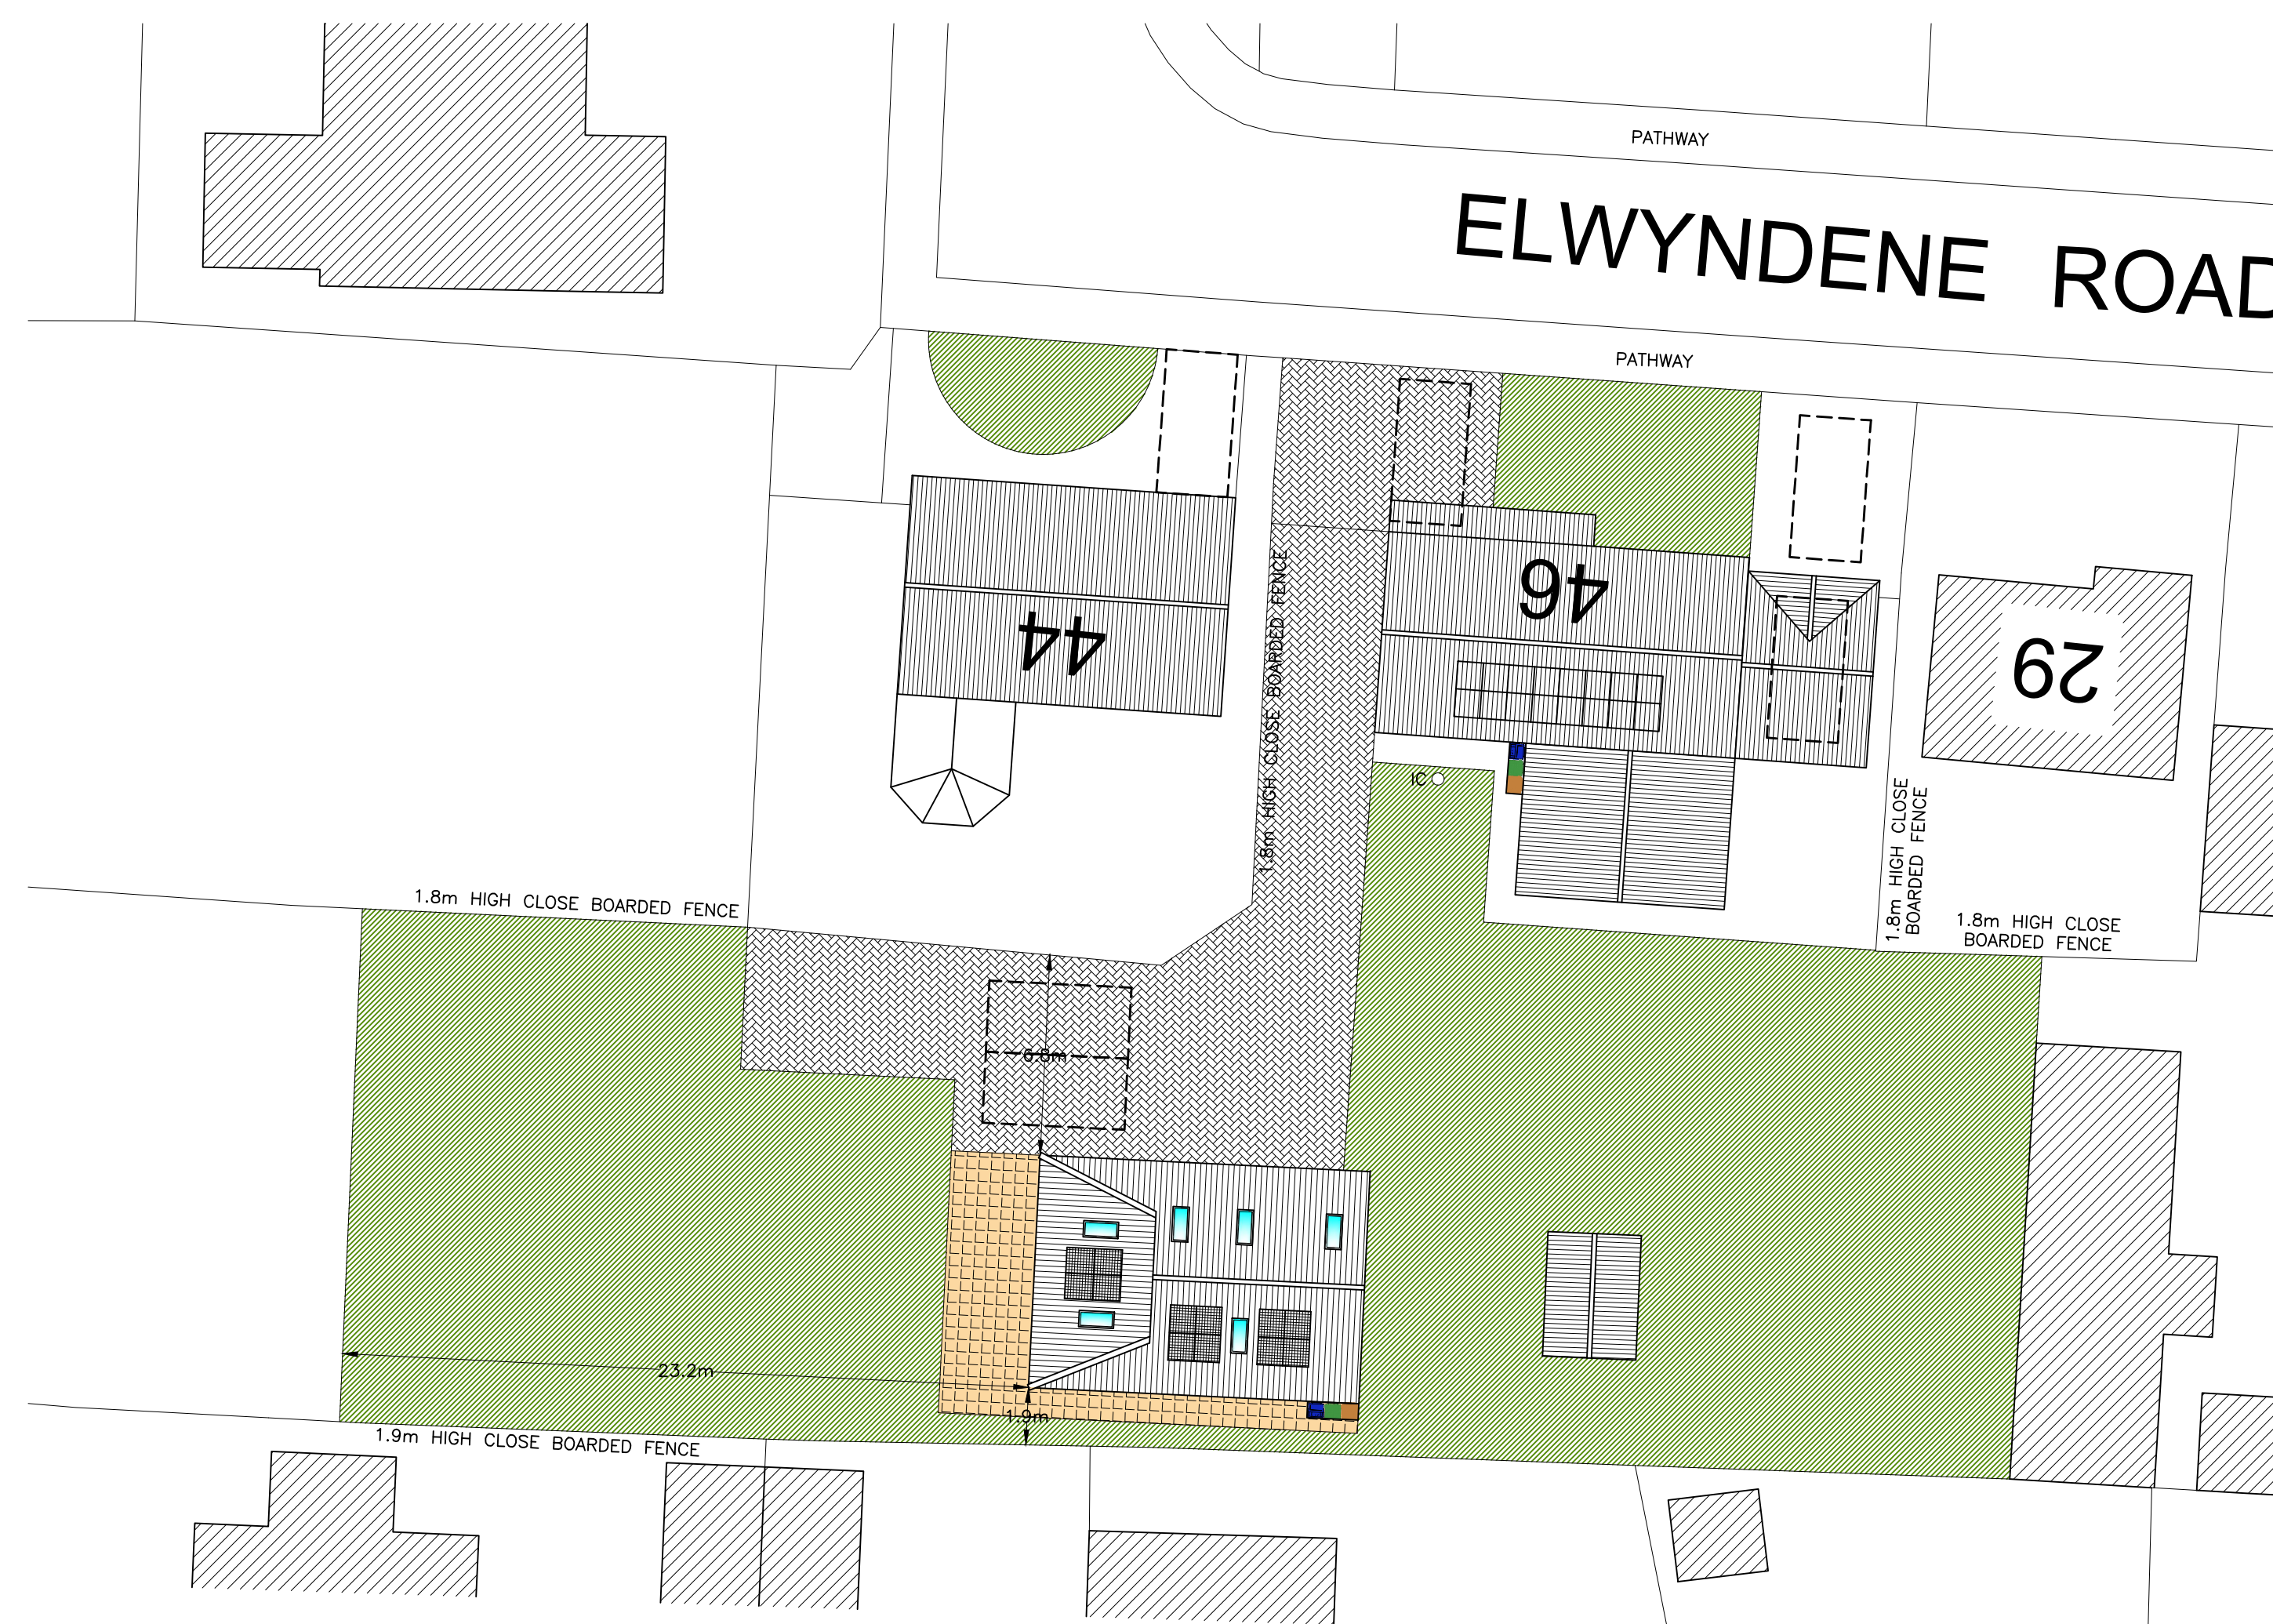 PATHWAY
ELWYNDENE ROAD
PATHWAY
46
44
29
1.8m HIGH CLOSE BOARDED FENCE
IC
1.8m HIGH CLOSE
BOARDED FENCE
1.8m HIGH CLOSE BOARDED FENCE
1.8m HIGH CLOSE
BOARDED FENCE
6.8m
23.2m
1.9m
1.9m HIGH CLOSE BOARDED FENCE